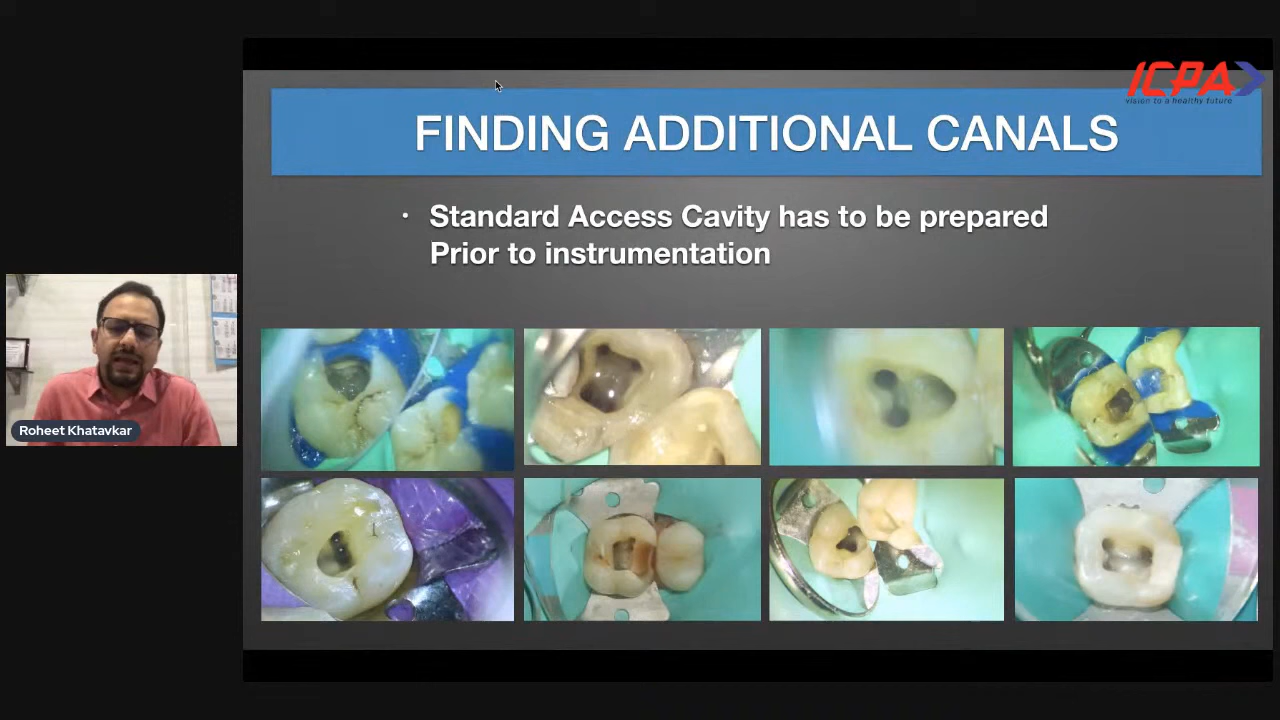 ICPA
vision to a healthy future
FINDING ADDITIONAL CANALS
• Standard Access Cavity has to be prepared
Prior to instrumentation
Roheet Khatavkar